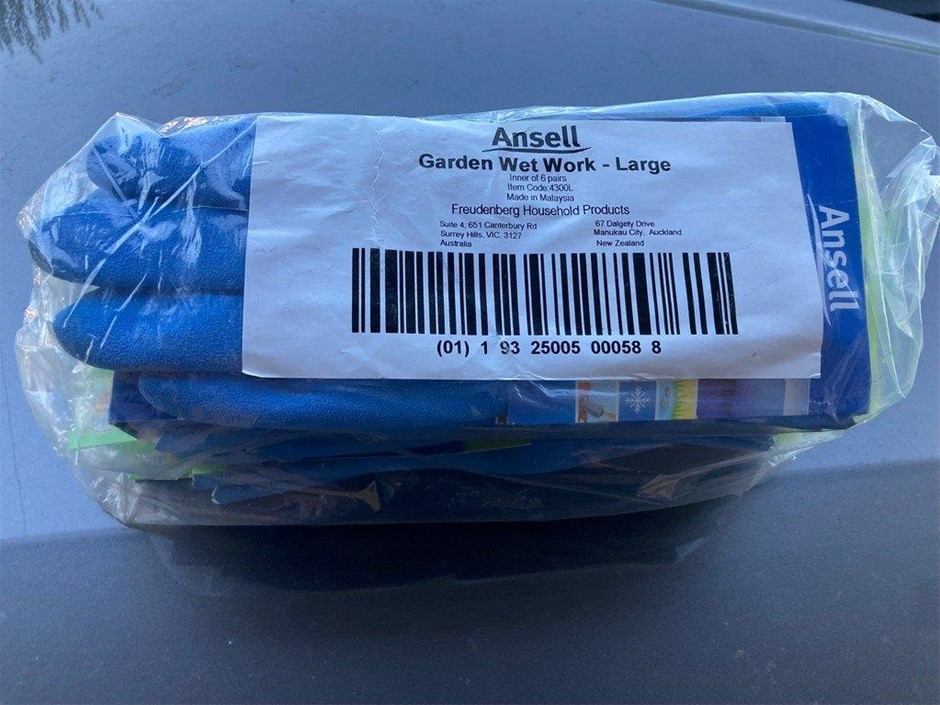 Ansell
Garden Wet Work - Large
Inner of 6 pairs
Item Code 4300L
Made in Malaysia
Freudenberg Household Products
Suite 4, 651 Canterbury Rd
Surrey Hills, VIC, 3127
Australia
67 Dalgety Drive
Manukau City, Auckland
New Zealand
(01) 1 93 25005 00058 8
Ansell